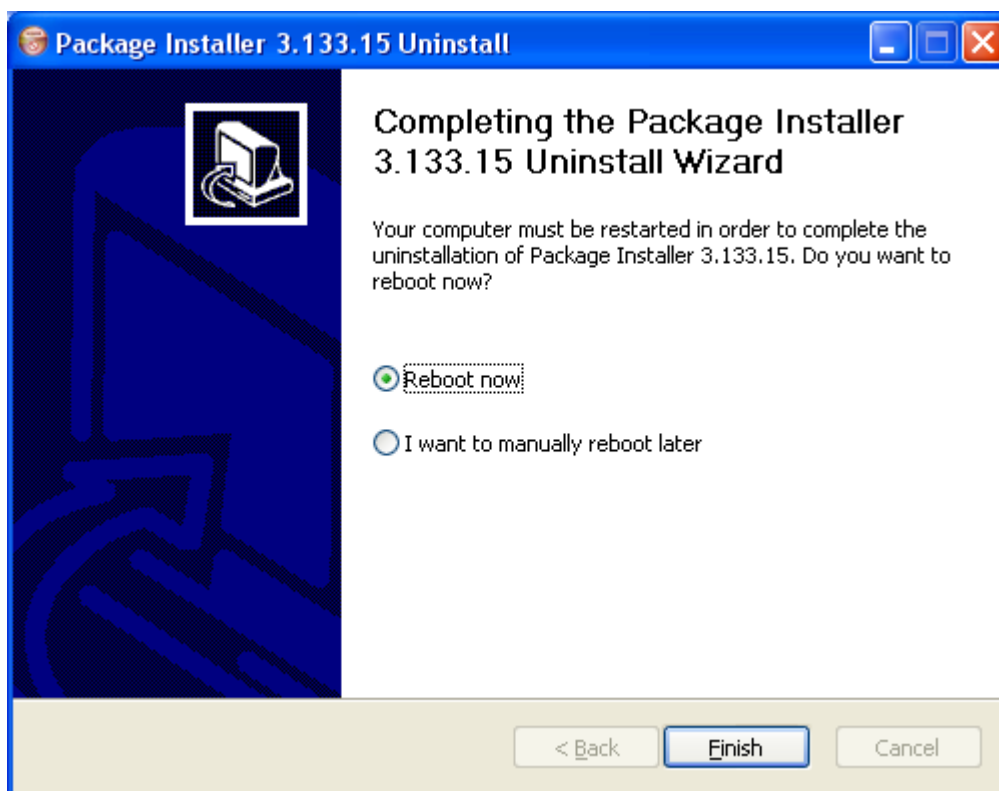 Package Installer 3.133.15 Uninstall
Completing the Package Installer
3.133.15 Uninstall Wizard
Your computer must be restarted in order to complete the
uninstallation of Package Installer 3.133.15. Do you want to
reboot now?
Reboot now
I want to manually reboot later
< Back Finish Cancel